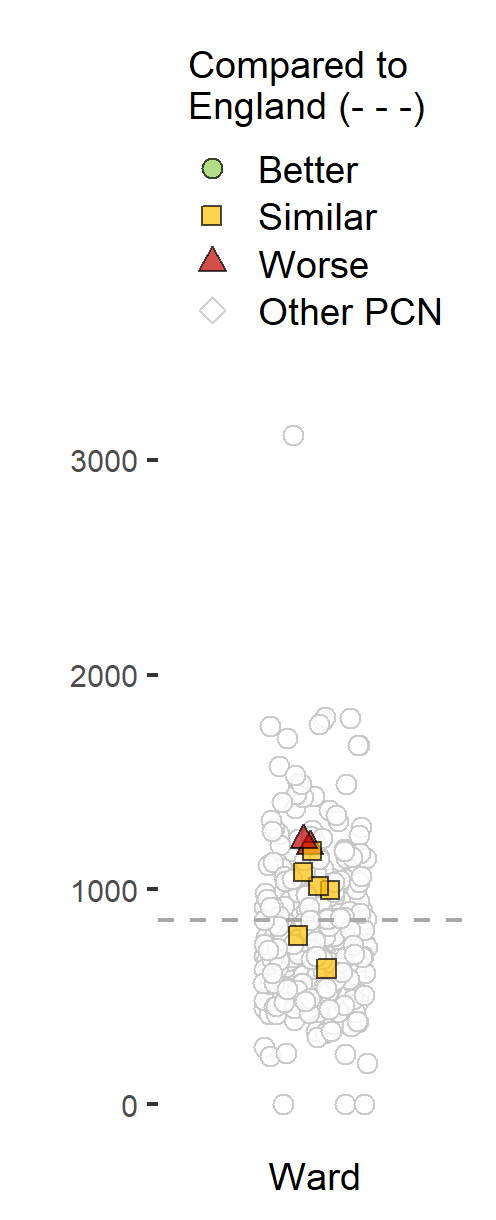 Compared to
England (- - -)
Better
Similar
Worse
Other PCN
3000
2000
1000
0
Ward